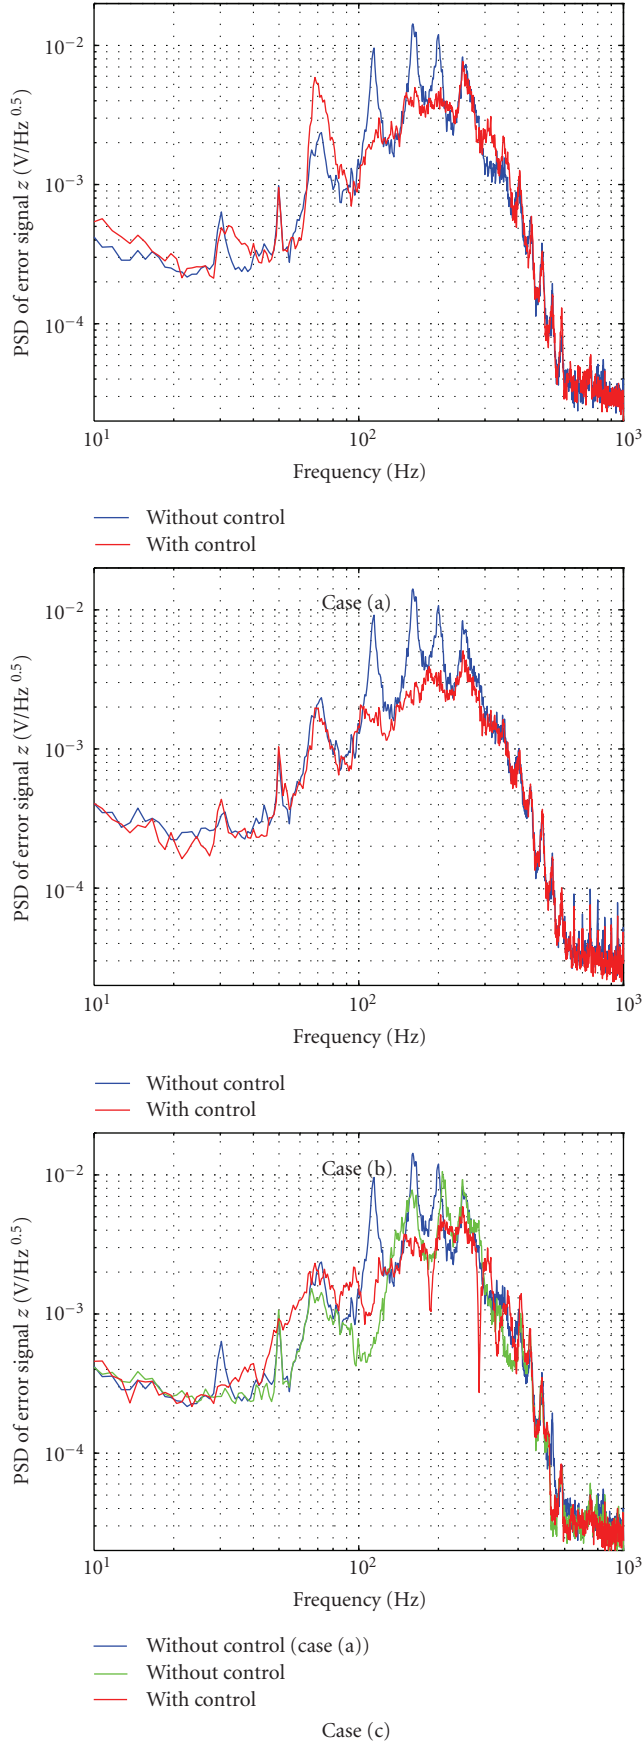 PSD of error signal z (V/Hz^0.5)
10^-2
10^-3
10^-4
10^1
10^2
10^3
Frequency (Hz)
Without control
With control
Case (a)
PSD of error signal z (V/Hz^0.5)
10^-2
10^-3
10^-4
10^1
10^2
10^3
Frequency (Hz)
Without control
With control
Case (b)
PSD of error signal z (V/Hz^0.5)
10^-2
10^-3
10^-4
10^1
10^2
10^3
Frequency (Hz)
Without control (case (a))
Without control
With control
Case (c)